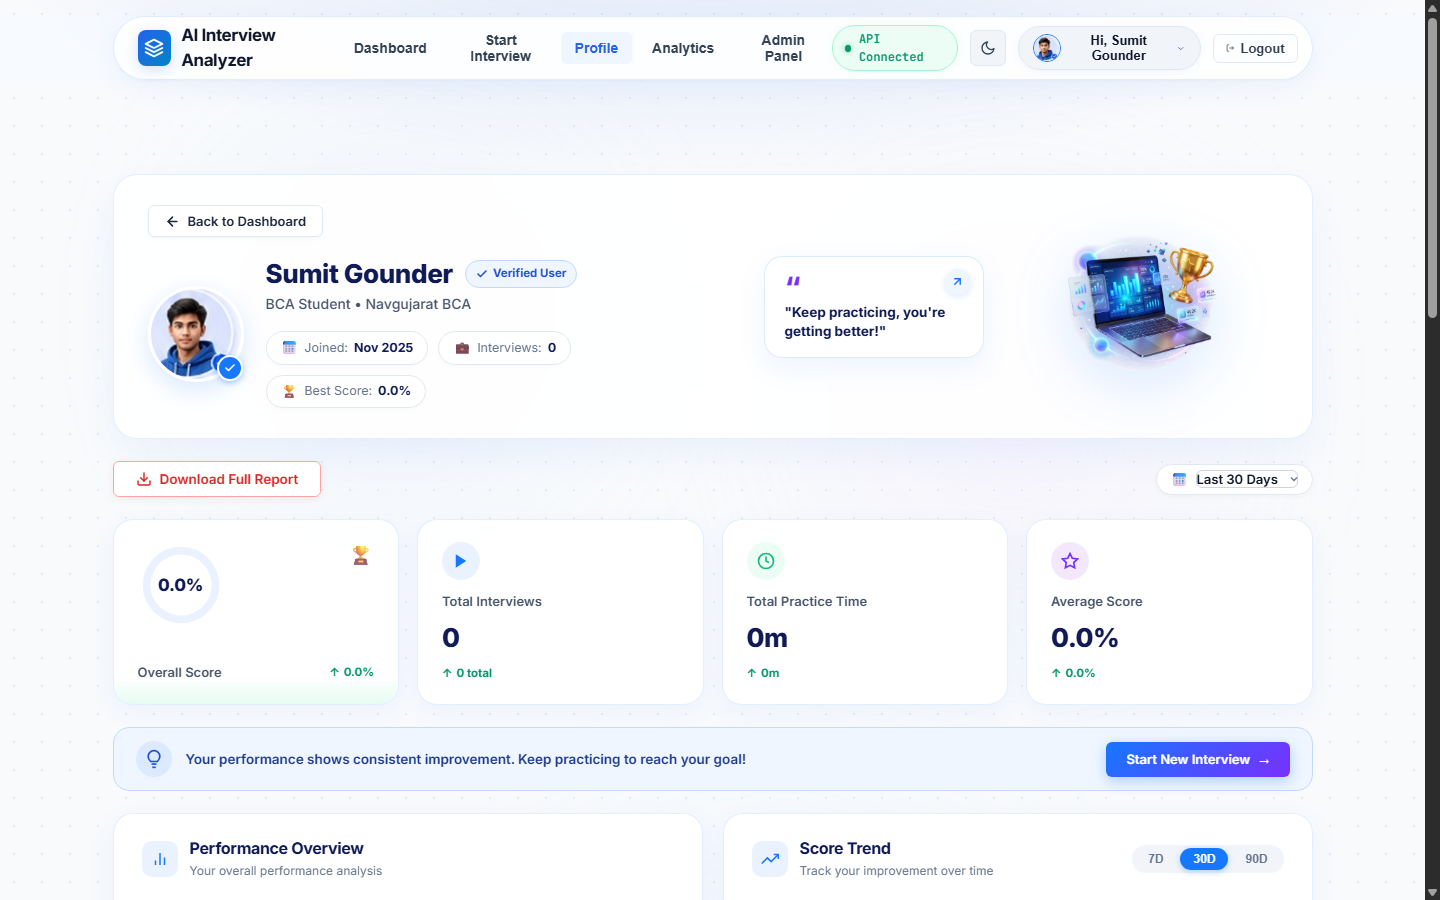 AI Interview
Analyzer
Dashboard
Start
Interview
Profile
Analytics
Admin
Panel
API
Connected
Hi, Sumit
Gounder
Logout
Back to Dashboard
Sumit Gounder
Verified User
BCA Student • Navgujarat BCA
Joined: Nov 2025
Interviews: 0
Best Score: 0.0%
"Keep practicing, you're
getting better!"
Download Full Report
Last 30 Days
0.0%
Overall Score
↑ 0.0%
Total Interviews
0
↑ 0 total
Total Practice Time
0m
↑ 0m
Average Score
0.0%
↑ 0.0%
Your performance shows consistent improvement. Keep practicing to reach your goal!
Start New Interview →
Performance Overview
Your overall performance analysis
Score Trend
Track your improvement over time
7D
30D
90D